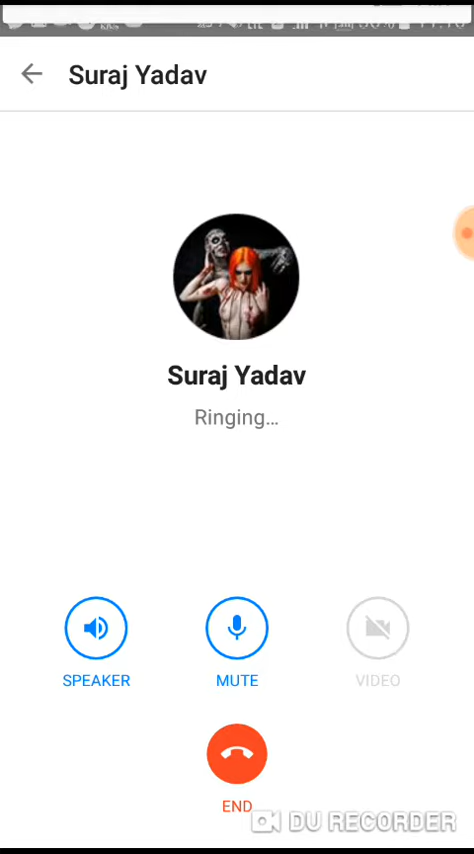 Suraj Yadav
Suraj Yadav
Ringing...
SPEAKER
MUTE
VIDEO
END
DU RECORDER